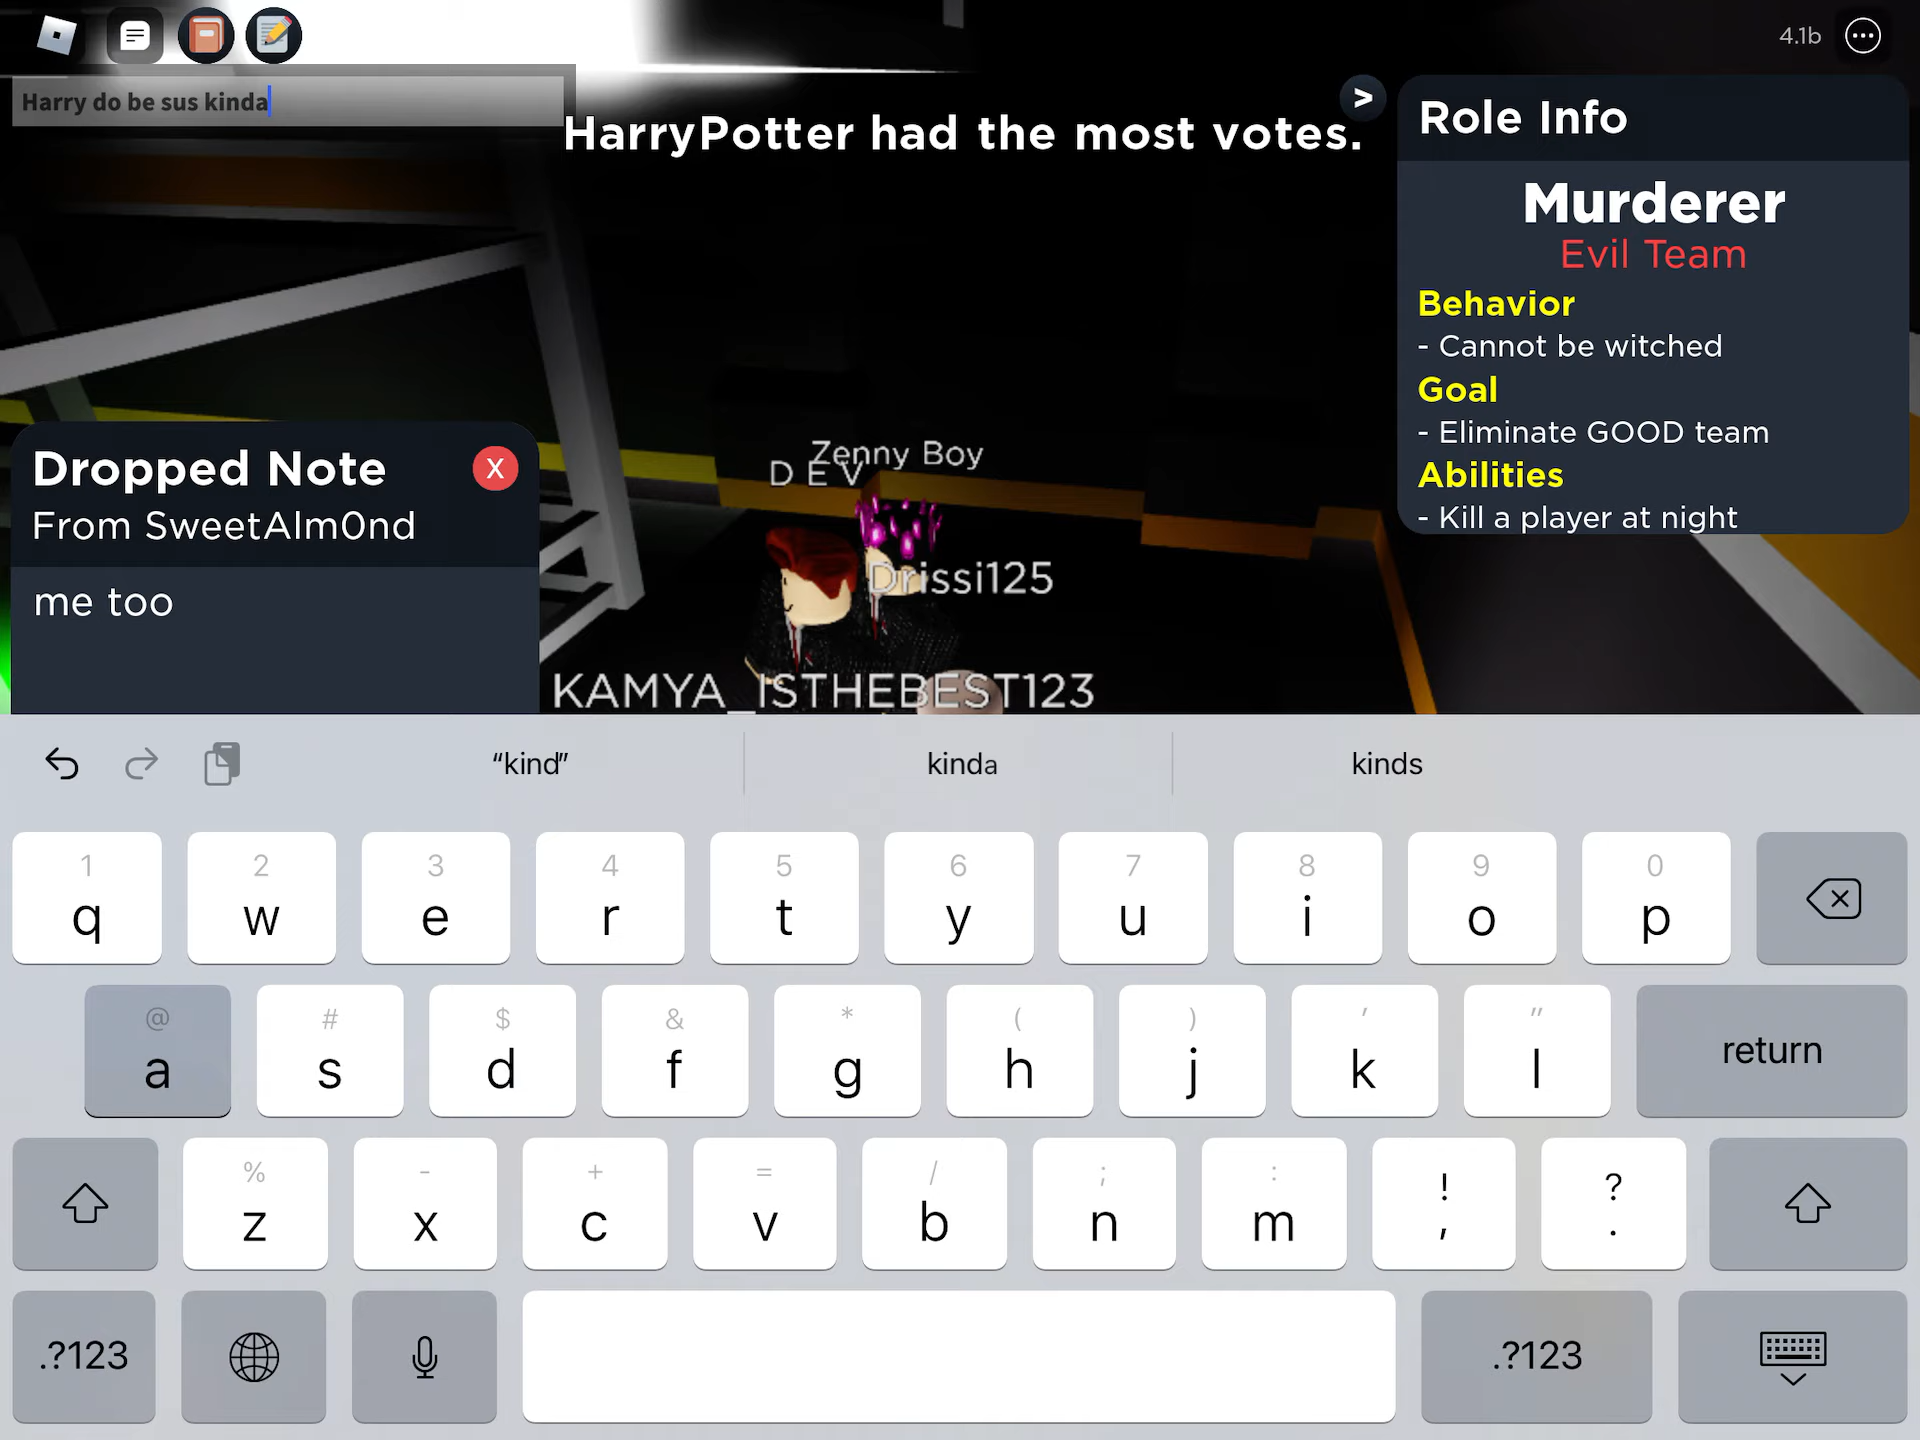 4.1b
Harry do be sus kinda
HarryPotter had the most votes.
>
Role Info
Murderer
Evil Team
Behavior
- Cannot be witched
Goal
- Eliminate GOOD team
Abilities
- Kill a player at night
Zenny Boy
D E V
Drissi125
KAMYA_ISTHEBEST123
Dropped Note
X
From SweetAlm0nd
me too
“kind”
kinda
kinds
1 2 3 4 5 6 7 8 9 0
q w e r t y u i o p
@ # $ & * ( ) ' "
a s d f g h j k l return
% - + = / ; : ! ?
z x c v b n m , .
.?123 .?123